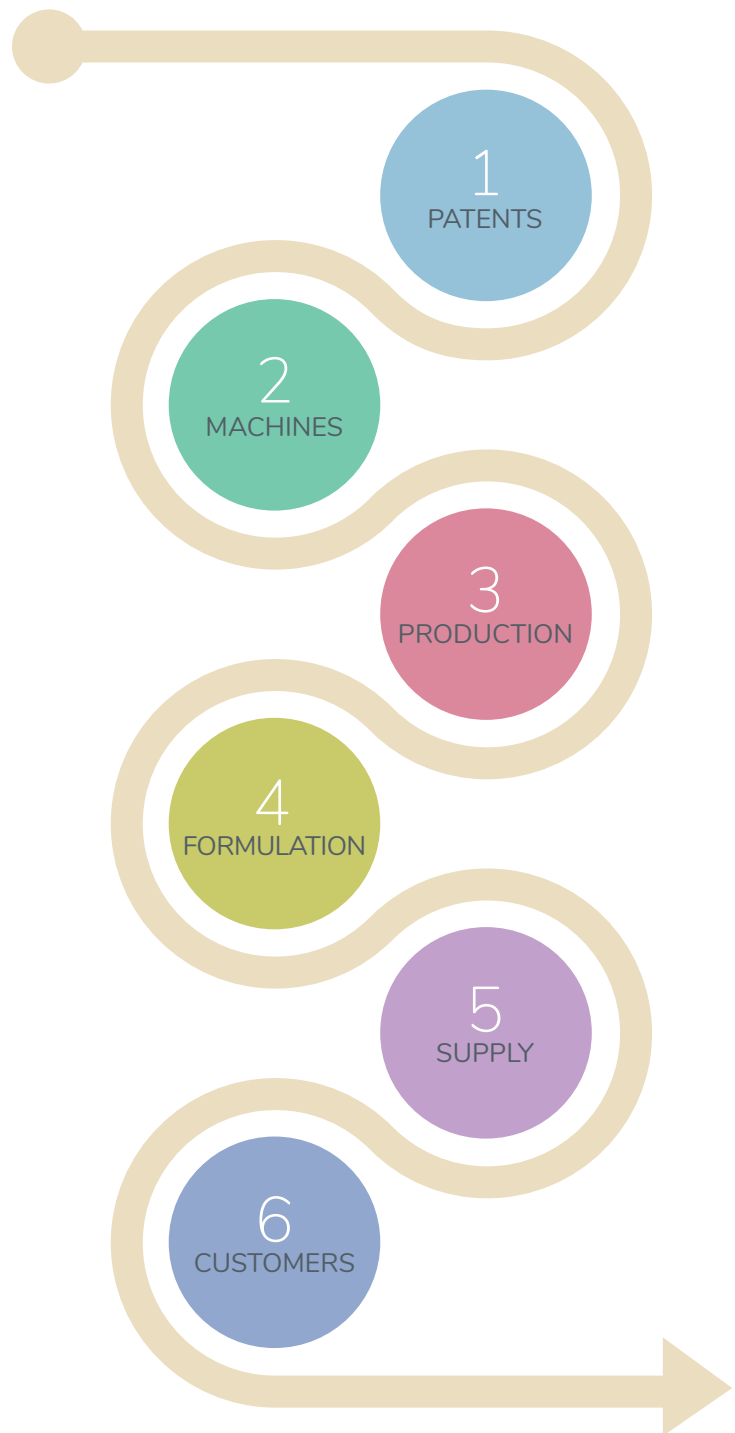 1
PATENTS
2
MACHINES
3
PRODUCTION
4
FORMULATION
5
SUPPLY
6
CUSTOMERS